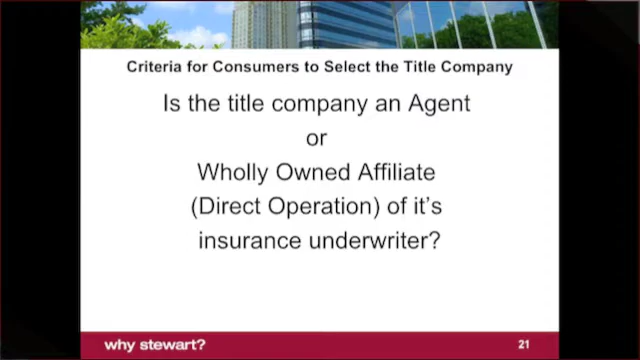 Criteria for Consumers to Select the Title Company
Is the title company an Agent
or
Wholly Owned Affiliate
(Direct Operation) of it's
insurance underwriter?
why stewart?
21